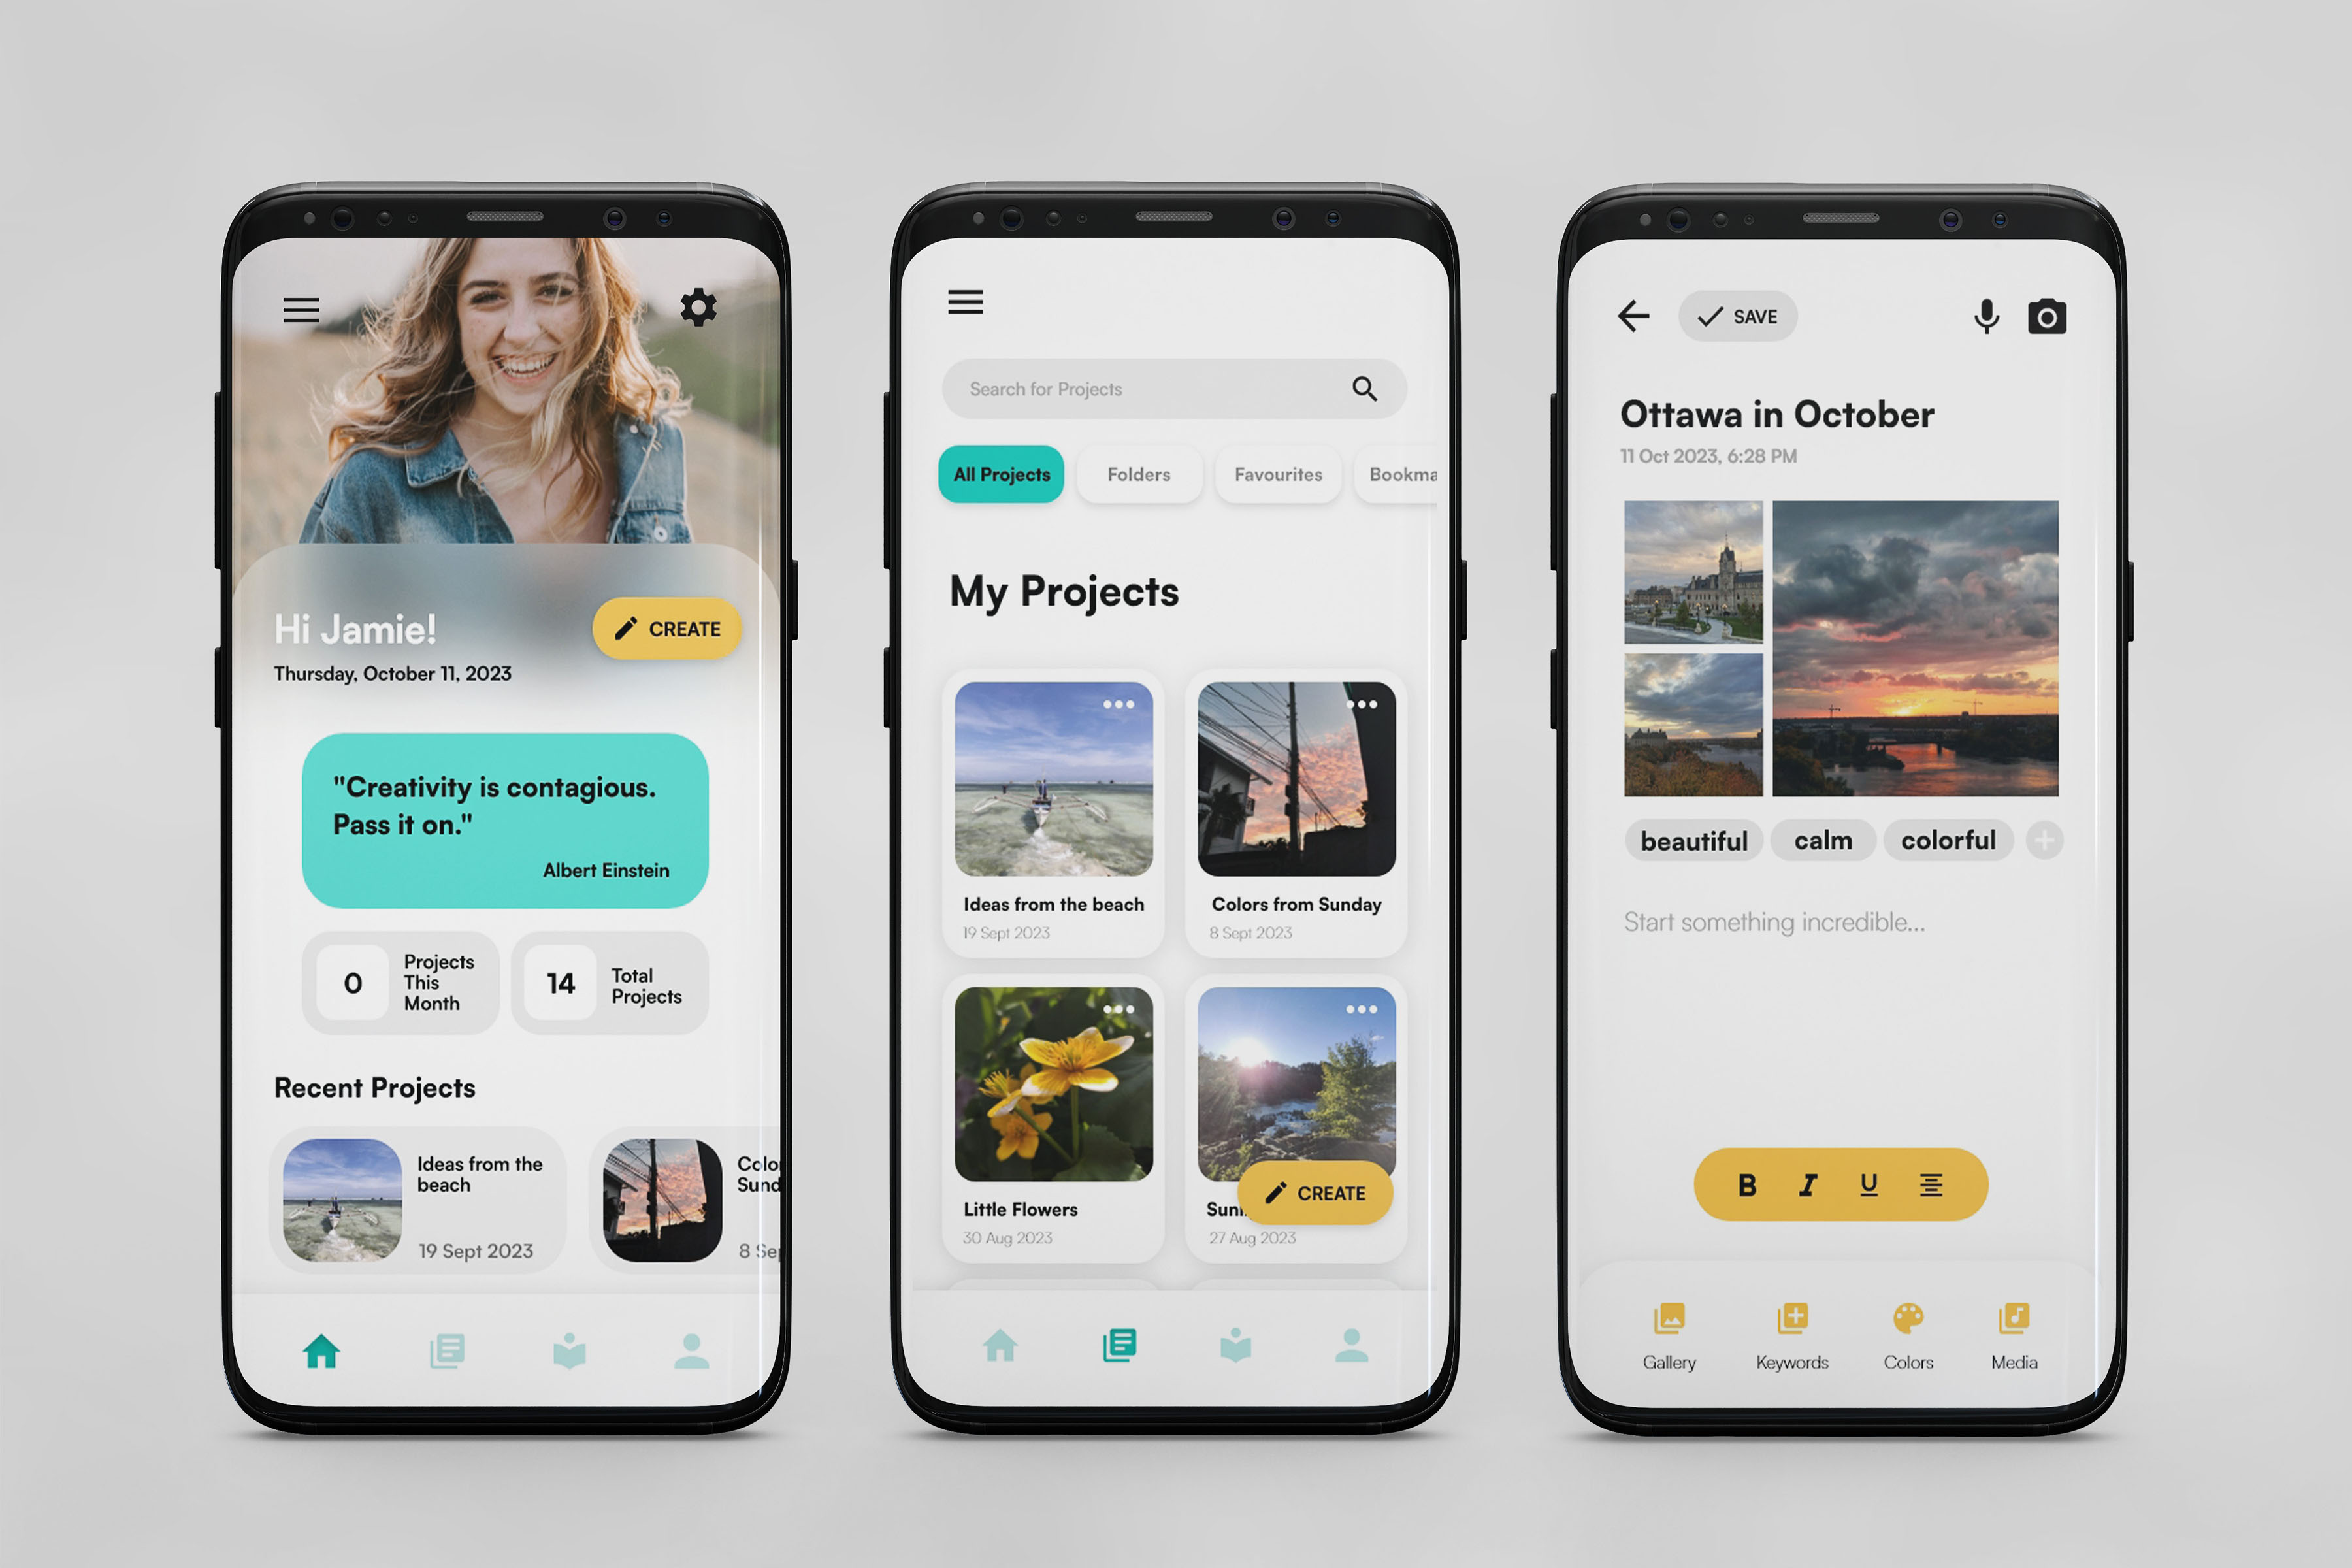 Hi Jamie!
CREATE
Thursday, October 11, 2023
"Creativity is contagious.
Pass it on."
Albert Einstein
0
Projects
This
Month
14
Total
Projects
Recent Projects
Ideas from the
beach
19 Sept 2023
Colo
Sund
8 Sep
Search for Projects
All Projects
Folders
Favourites
Bookma
My Projects
Ideas from the beach
19 Sept 2023
Colors from Sunday
8 Sept 2023
Little Flowers
30 Aug 2023
Sun
CREATE
27 Aug 2023
SAVE
Ottawa in October
11 Oct 2023, 6:28 PM
beautiful
calm
colorful
Start something incredible...
B I U
Gallery
Keywords
Colors
Media